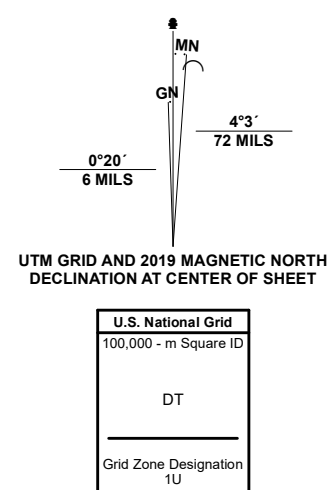 MN
GN
4°3´
72 MILS
0°20´
6 MILS
UTM GRID AND 2019 MAGNETIC NORTH
DECLINATION AT CENTER OF SHEET
U.S. National Grid
100,000 - m Square ID
DT
Grid Zone Designation
1U